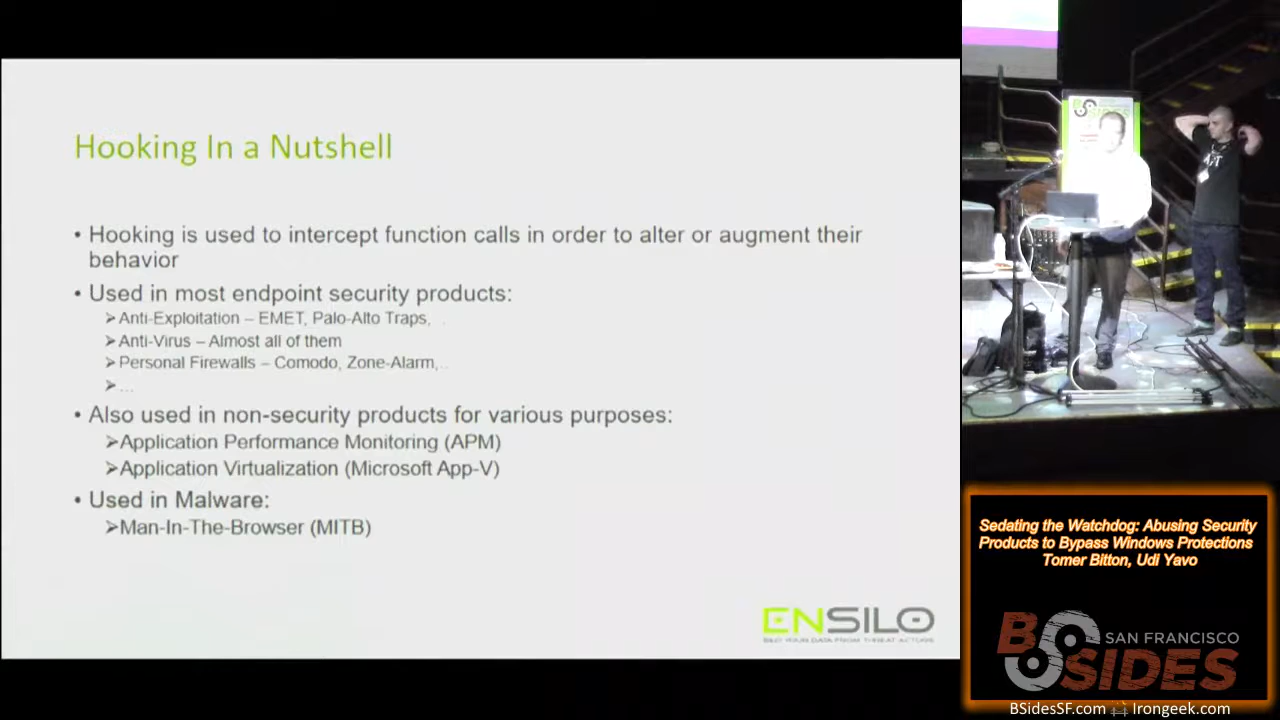 Hooking In a Nutshell
• Hooking is used to intercept function calls in order to alter or augment their
behavior
• Used in most endpoint security products:
➢Anti-Exploitation – EMET, Palo-Alto Traps,
➢Anti-Virus – Almost all of them
➢Personal Firewalls – Comodo, Zone-Alarm,..
➢...
• Also used in non-security products for various purposes:
➢Application Performance Monitoring (APM)
➢Application Virtualization (Microsoft App-V)
• Used in Malware:
➢Man-In-The-Browser (MITB)
ENSILO
BSIDES
Sedating the Watchdog: Abusing Security
Products to Bypass Windows Protections
Tomer Bitton, Udi Yavo
BSIDES
SAN FRANCISCO
BSidesSF.com Irongeek.com